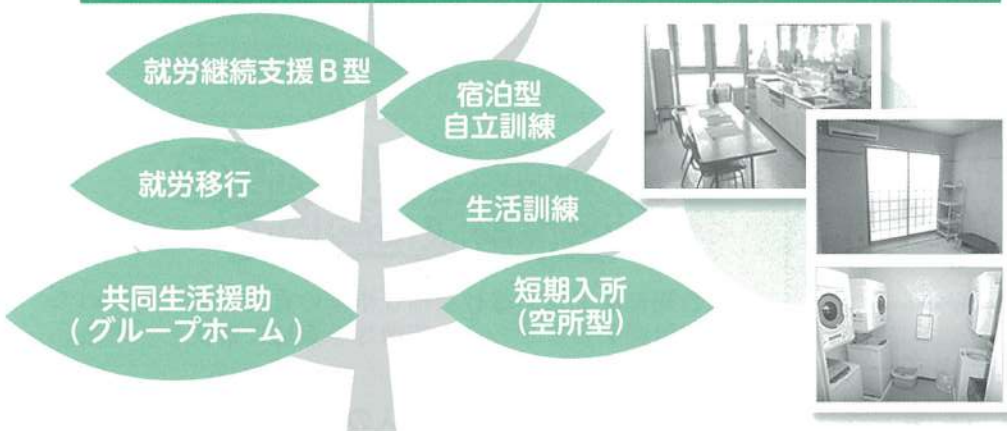 就労継続支援B型
宿泊型
自立訓練
就労移行
生活訓練
共同生活援助
(グループホーム)
短期入所
(空所型)